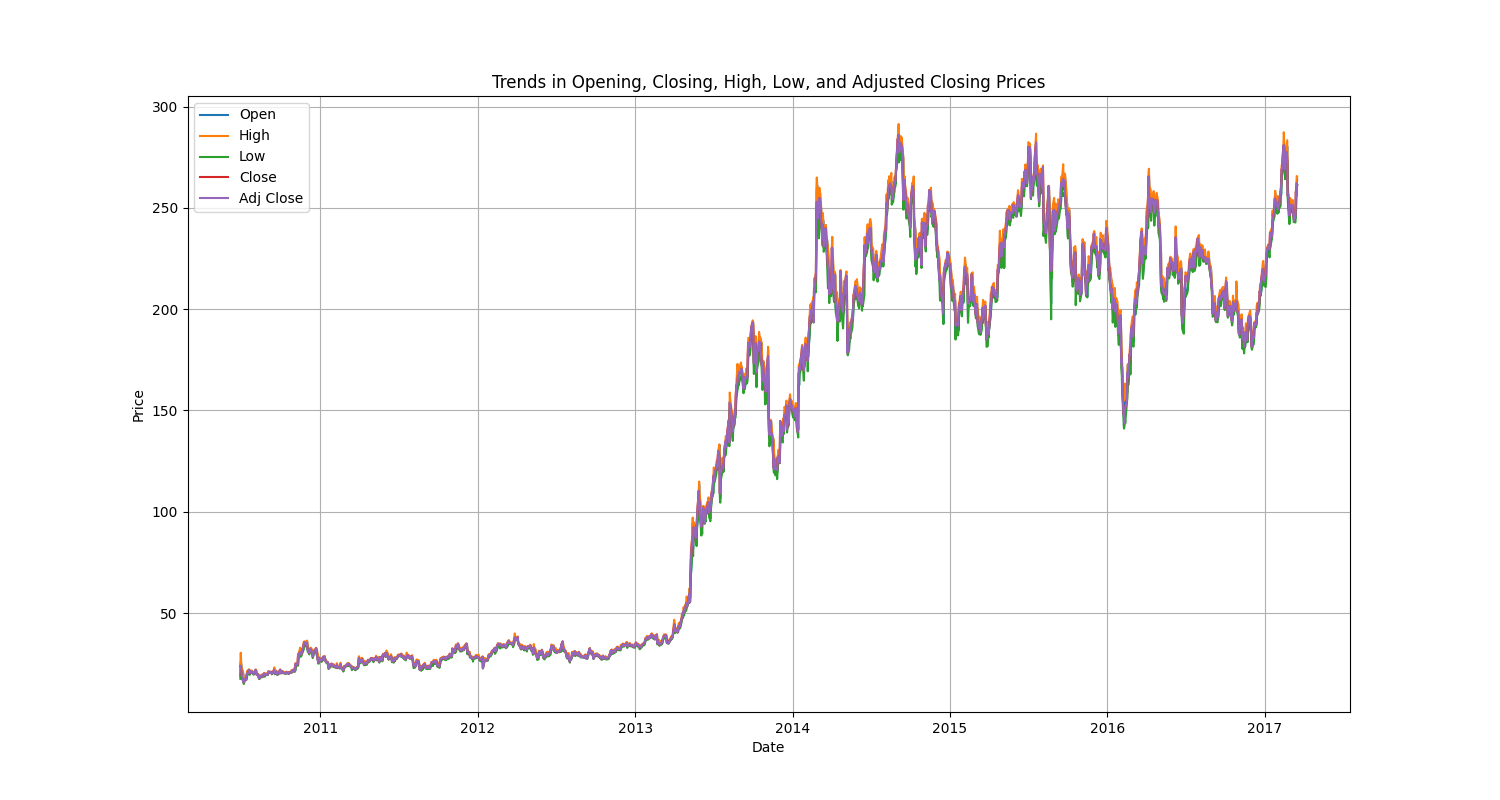 Trends in Opening, Closing, High, Low, and Adjusted Closing Prices
300
250
200
150
100
50
Price
Open
High
Low
Close
Adj Close
2011
2012
2013
2014
2015
2016
2017
Date